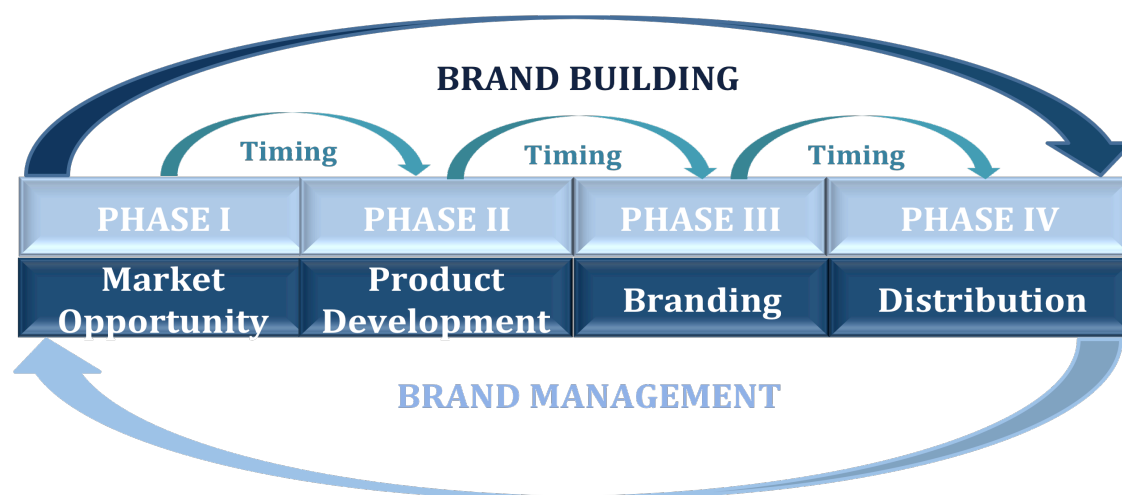 BRAND BUILDING
Timing
Timing
Timing
PHASE I
PHASE II
PHASE III
PHASE IV
Market
Opportunity
Product
Development
Branding
Distribution
BRAND MANAGEMENT